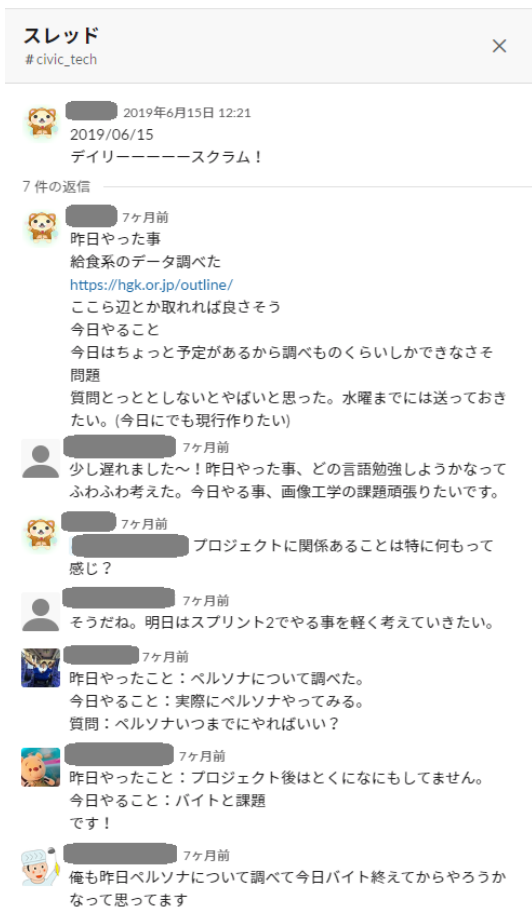 スレッド
# civic_tech
2019年6月15日 12:21
2019/06/15
デイリーーーーースクラム！
7 件の返信
7ヶ月前
昨日やった事
給食系のデータ調べた
https://hgk.or.jp/outline/
ここら辺とか取れれば良さそう
今日やること
今日はちょっと予定があるから調べものくらいしかできなさそ
問題
質問とっととしないとやばいと思った。水曜までには送っておき
たい。(今日にでも現行作りたい)
7ヶ月前
少し遅れました〜！昨日やった事、どの言語勉強しようかなって
ふわふわ考えた。今日やる事、画像工学の課題頑張りたいです。
7ヶ月前
プロジェクトに関係あることは特に何もって
感じ？
7ヶ月前
そうだね。明日はスプリント2でやる事を軽く考えていきたい。
7ヶ月前
昨日やったこと：ペルソナについて調べた。
今日やること：実際にペルソナやってみる。
質問：ペルソナいつまでにやればいい？
7ヶ月前
昨日やったこと：プロジェクト後はとくになにもしてません。
今日やること：バイトと課題
です！
7ヶ月前
俺も昨日ペルソナについて調べて今日バイト終えてからやろうか
なって思ってます